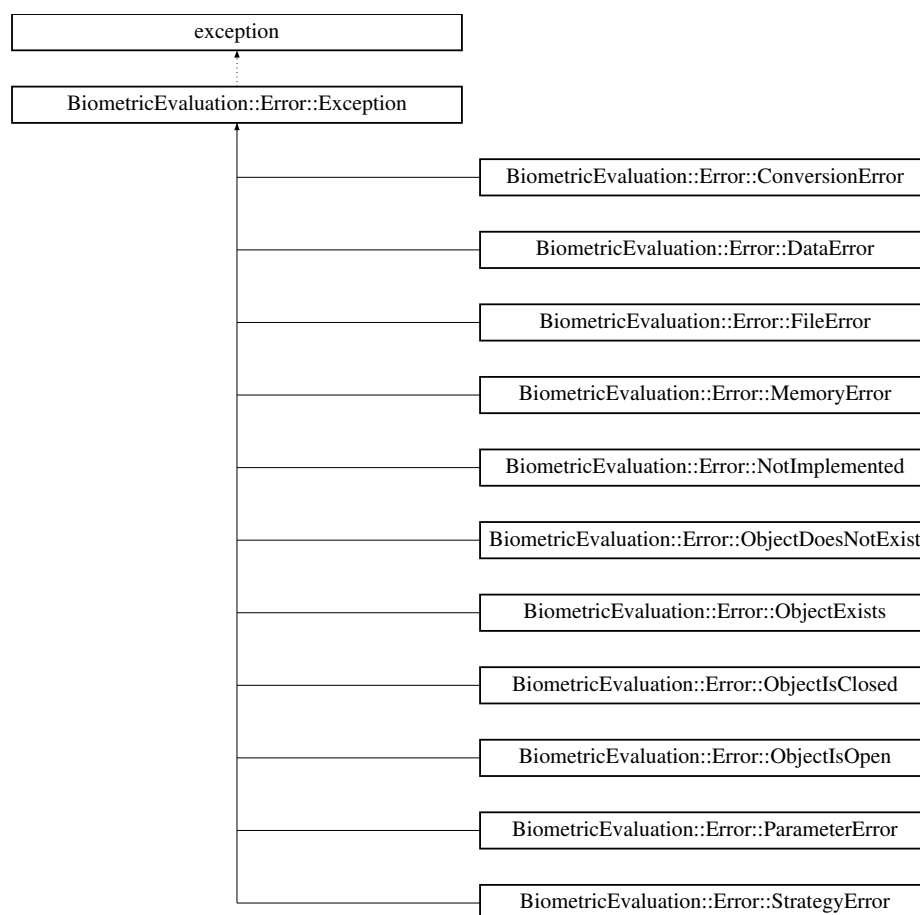 exception
BiometricEvaluation::Error::Exception
BiometricEvaluation::Error::ConversionError
BiometricEvaluation::Error::DataError
BiometricEvaluation::Error::FileError
BiometricEvaluation::Error::MemoryError
BiometricEvaluation::Error::NotImplemented
BiometricEvaluation::Error::ObjectDoesNotExist
BiometricEvaluation::Error::ObjectExists
BiometricEvaluation::Error::ObjectIsClosed
BiometricEvaluation::Error::ObjectIsOpen
BiometricEvaluation::Error::ParameterError
BiometricEvaluation::Error::StrategyError